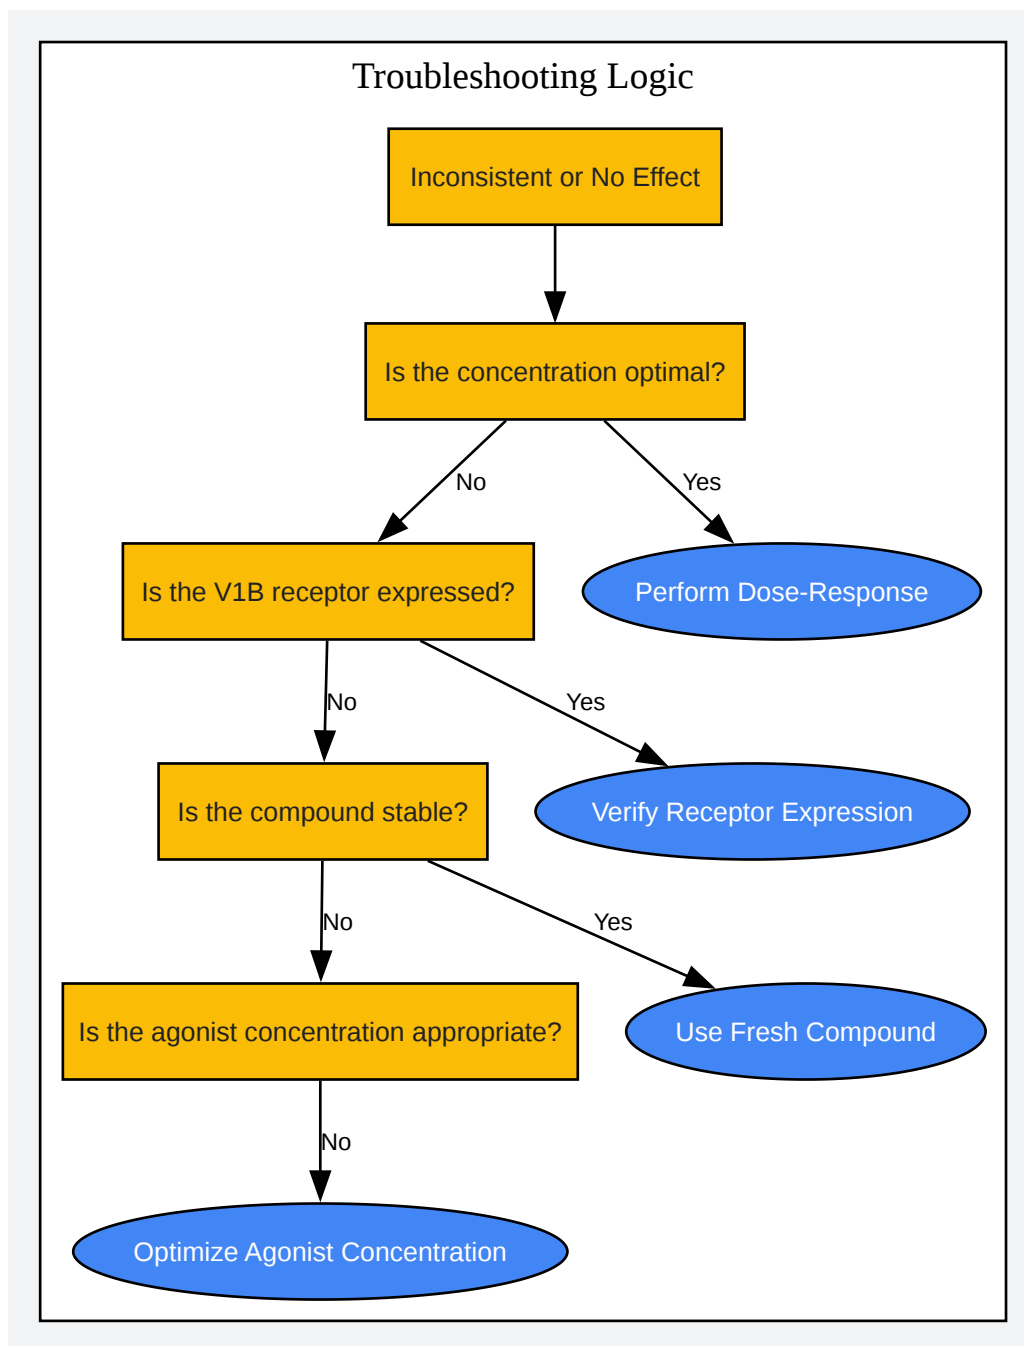 Troubleshooting Logic
Inconsistent or No Effect
Is the concentration optimal?
No
Yes
Is the V1B receptor expressed?
Perform Dose-Response
No
Yes
Is the compound stable?
Verify Receptor Expression
No
Yes
Is the agonist concentration appropriate?
Use Fresh Compound
No
Optimize Agonist Concentration